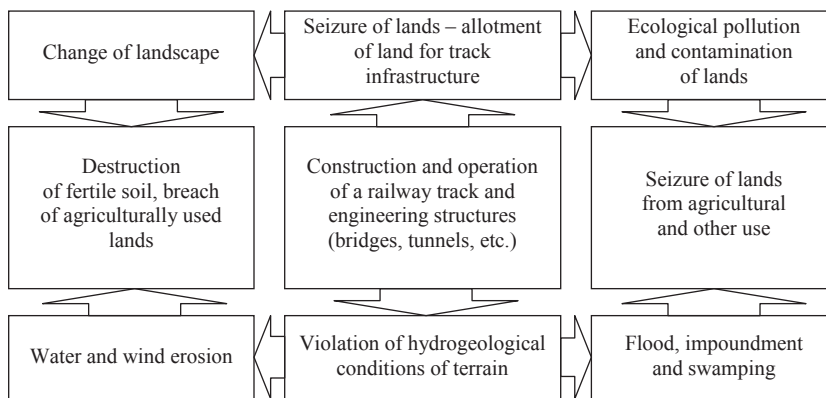 Change of landscape
Seizure of lands – allotment
of land for track
infrastructure
Ecological pollution
and contamination
of lands
Destruction
of fertile soil, breach
of agriculturally used
lands
Construction and operation
of a railway track and
engineering structures
(bridges, tunnels, etc.)
Seizure of lands
from agricultural
and other use
Water and wind erosion
Violation of hydrogeological
conditions of terrain
Flood, impoundment
and swamping